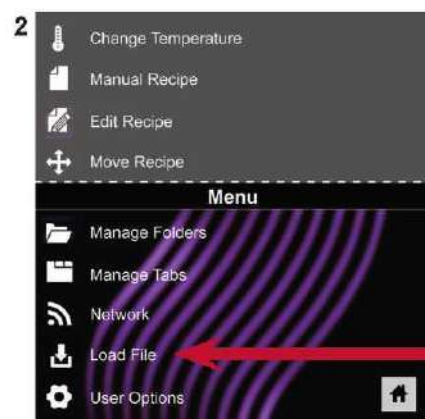 2
Change Temperature
Manual Recipe
Edit Recipe
Move Recipe
Menu
Manage Folders
Manage Tabs
Network
Load File
User Options